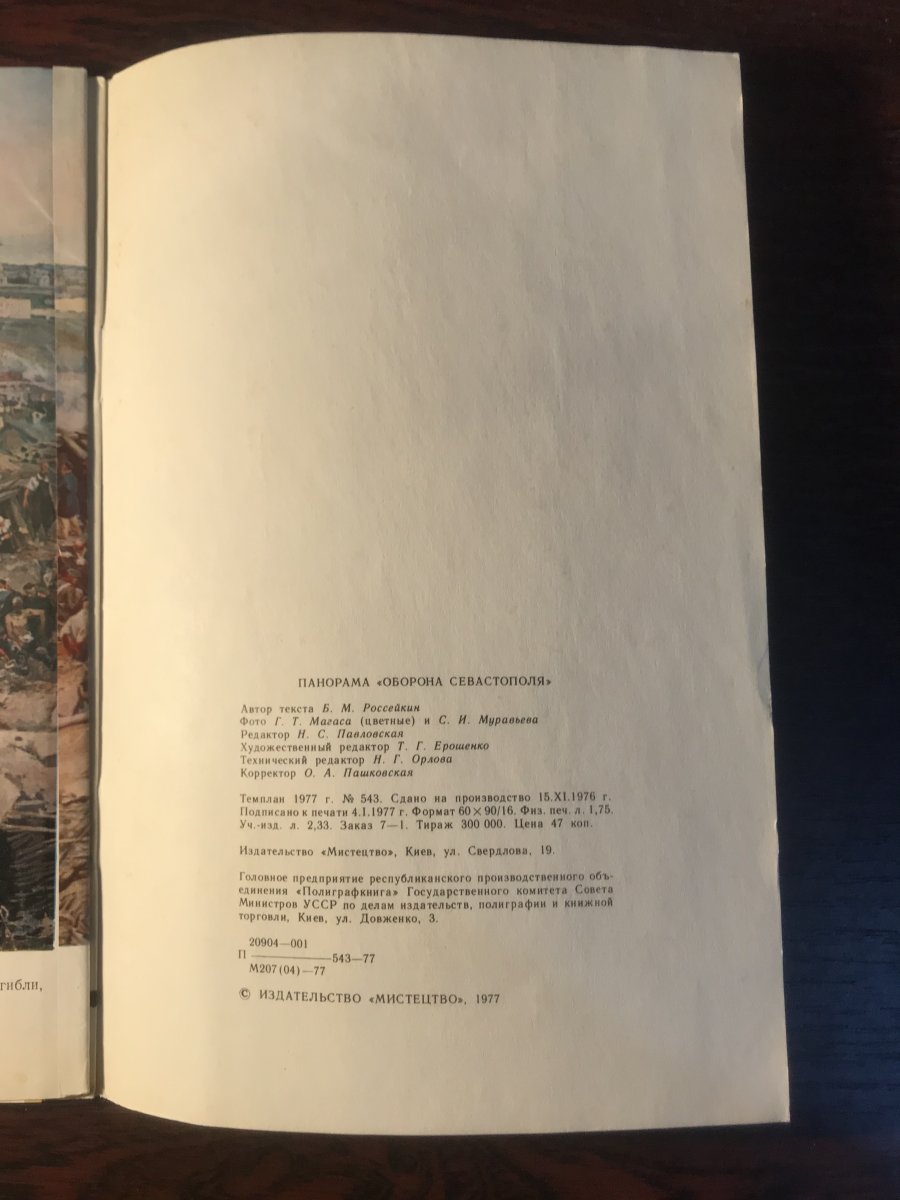 гибли,
ПАНОРАМА «ОБОРОНА СЕВАСТОПОЛЯ»
Автор текста Б. М. Россейкин
Фото Г. Т. Магаса (цветные) и С. И. Муравьева
Редактор Н. С. Павловская
Художественный редактор Т. Г. Ерошенко
Технический редактор Н. Г. Орлова
Корректор О. А. Пашковская
Темплан 1977 г. № 543. Сдано на производство 15.XI.1976 г.
Подписано к печати 4.I.1977 г. Формат 60×90/16. Физ. печ. л. 1,75.
Уч.-изд. л. 2,33. Заказ 7—1. Тираж 300 000. Цена 47 коп.
Издательство «Мистецтво», Киев, ул. Свердлова, 19.
Головное предприятие республиканского производственного объ-
единения «Полиграфкнига» Государственного комитета Совета
Министров УССР по делам издательств, полиграфии и книжной
торговли, Киев, ул. Довженко, 3.
20904—001
П ————— 543—77
М207(04)—77
© ИЗДАТЕЛЬСТВО «МИСТЕЦТВО», 1977